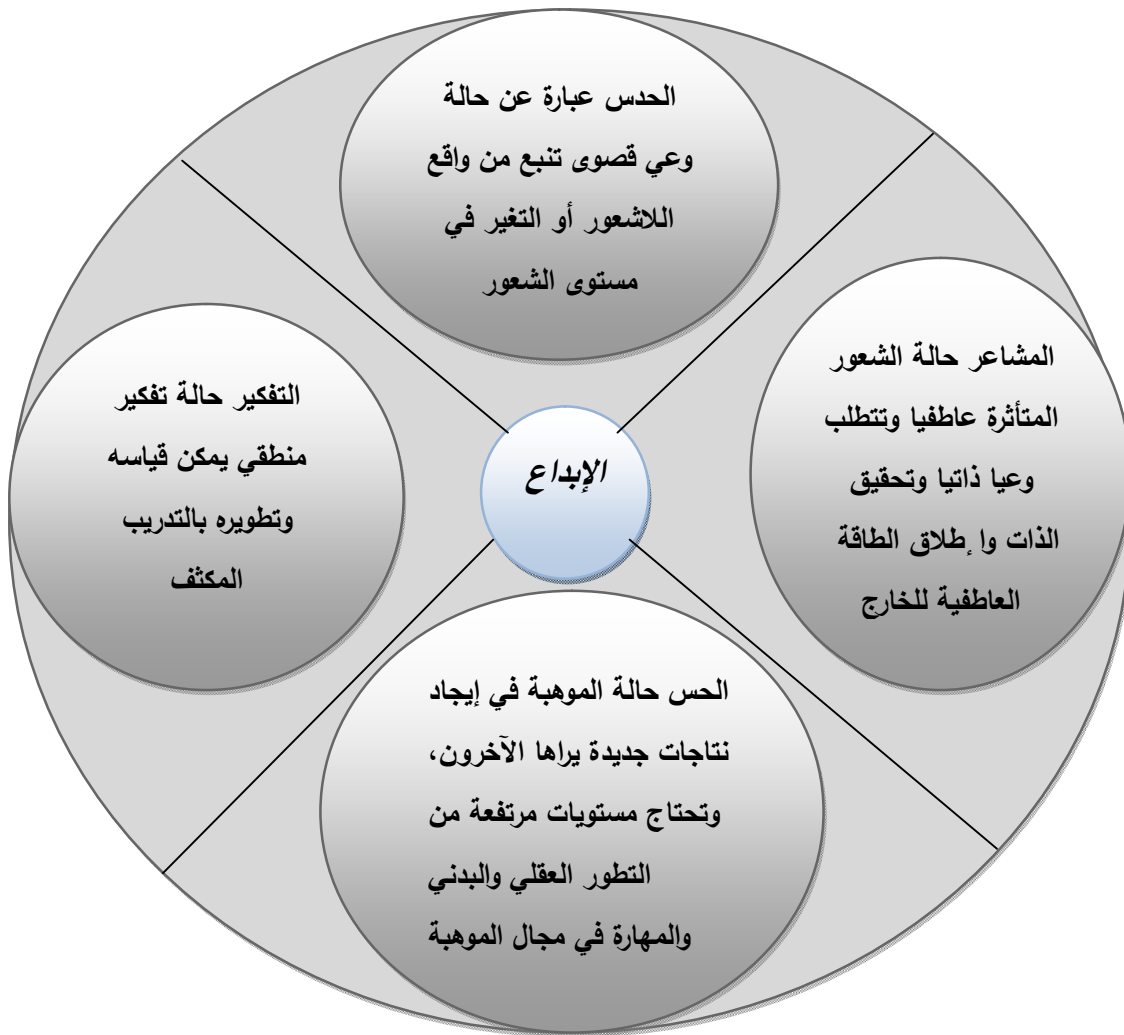 الحدس عبارة عن حالة
وعي قصوى تنبع من واقع
اللاشعور أو التغير في
مستوى الشعور
المشاعر حالة الشعور
المتأثرة عاطفيا وتتطلب
وعيا ذاتيا وتحقيق
الذات وإطلاق الطاقة
العاطفية للخارج
التفكير حالة تفكير
منطقي يمكن قياسه
وتطويره بالتدريب
المكثف
الإبداع
الحس حالة الموهبة في إيجاد
نتاجات جديدة يراها الآخرون،
وتحتاج مستويات مرتفعة من
التطور العقلي والبدني
والمهارة في مجال الموهبة